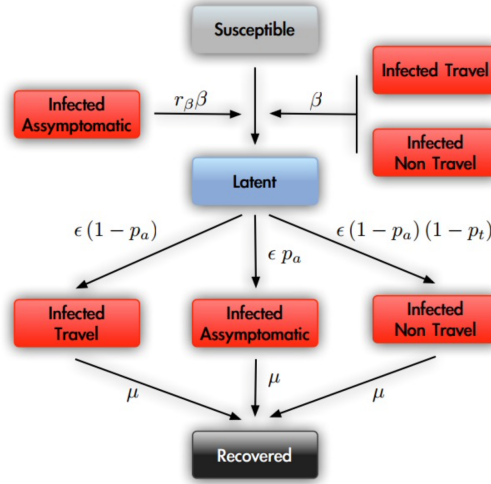 Susceptible
Infected
Assymptomatic
r_β β
β
Infected Travel
Infected
Non Travel
Latent
ϵ (1 − p_a)
ϵ p_a
ϵ (1 − p_a) (1 − p_t)
Infected
Travel
Infected
Assymptomatic
Infected
Non Travel
μ
μ
μ
Recovered